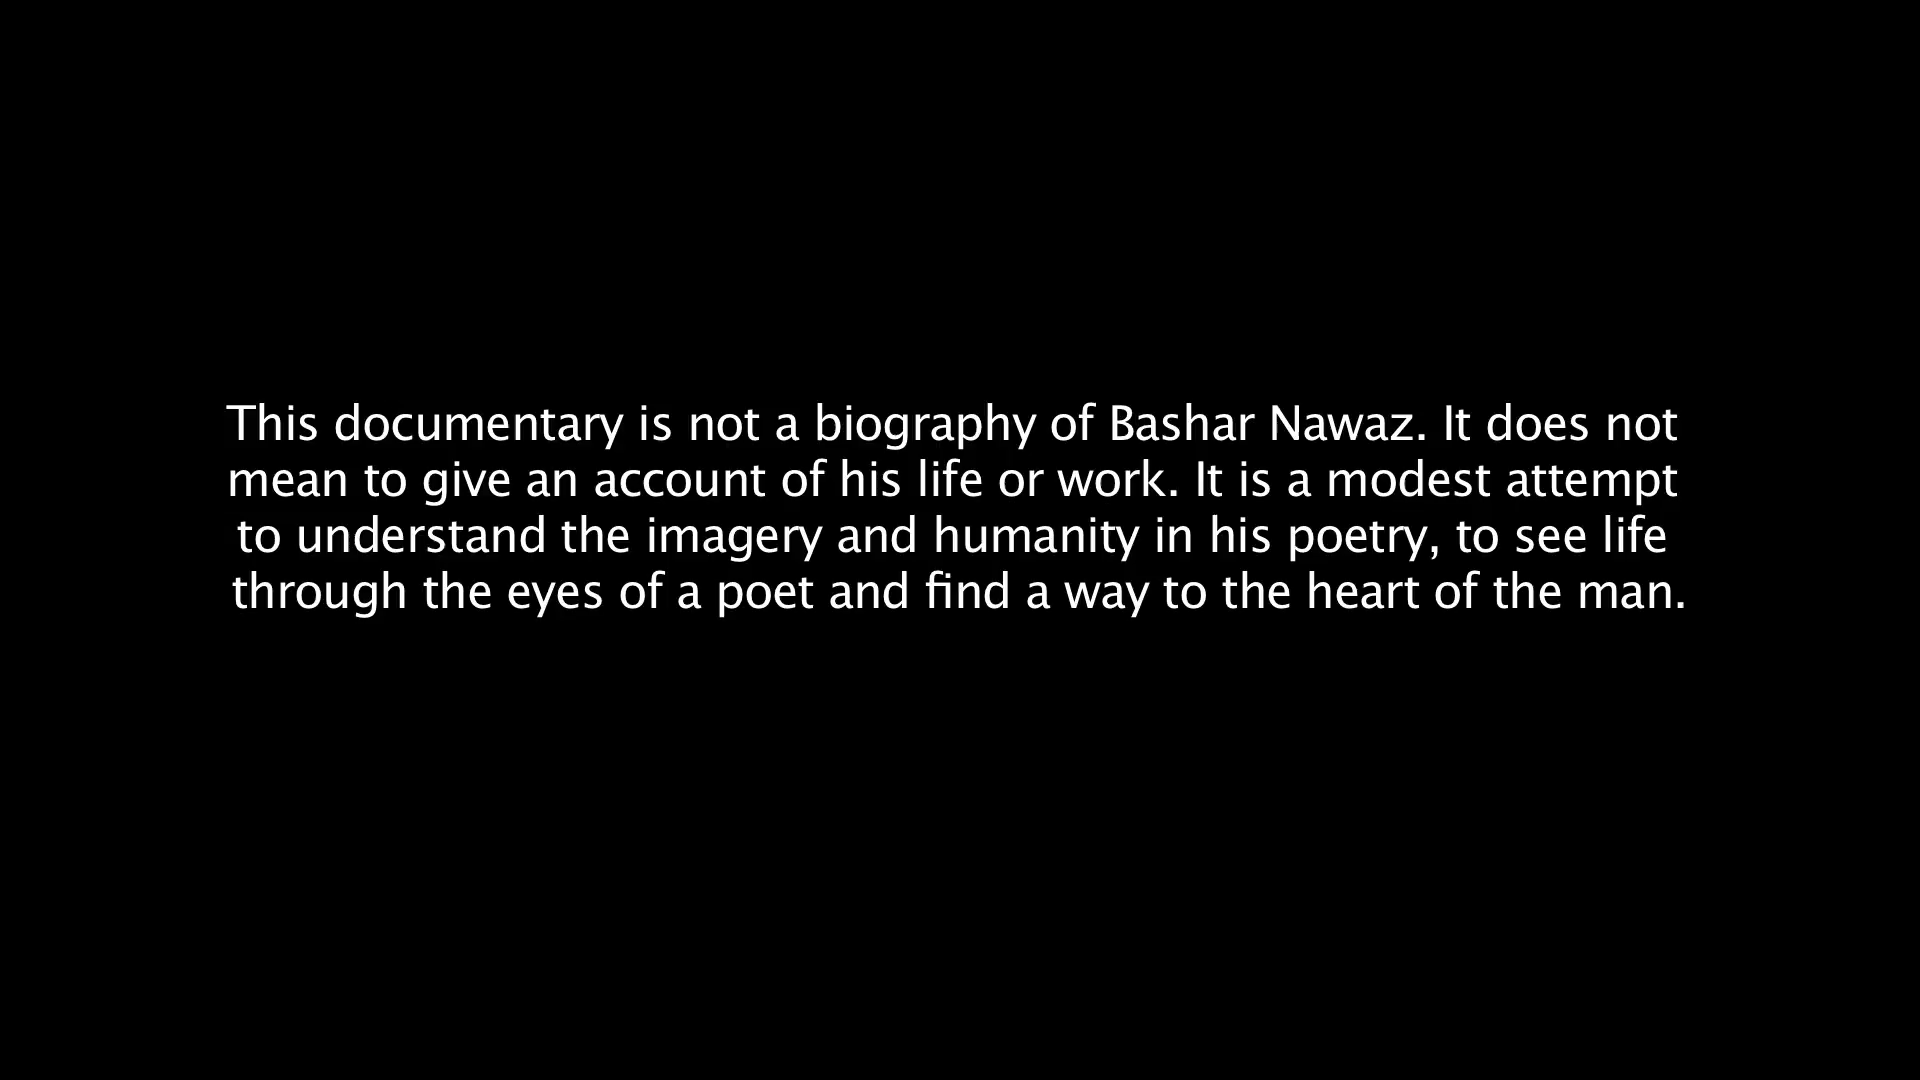 This documentary is not a biography of Bashar Nawaz. It does not
mean to give an account of his life or work. It is a modest attempt
to understand the imagery and humanity in his poetry, to see life
through the eyes of a poet and find a way to the heart of the man.